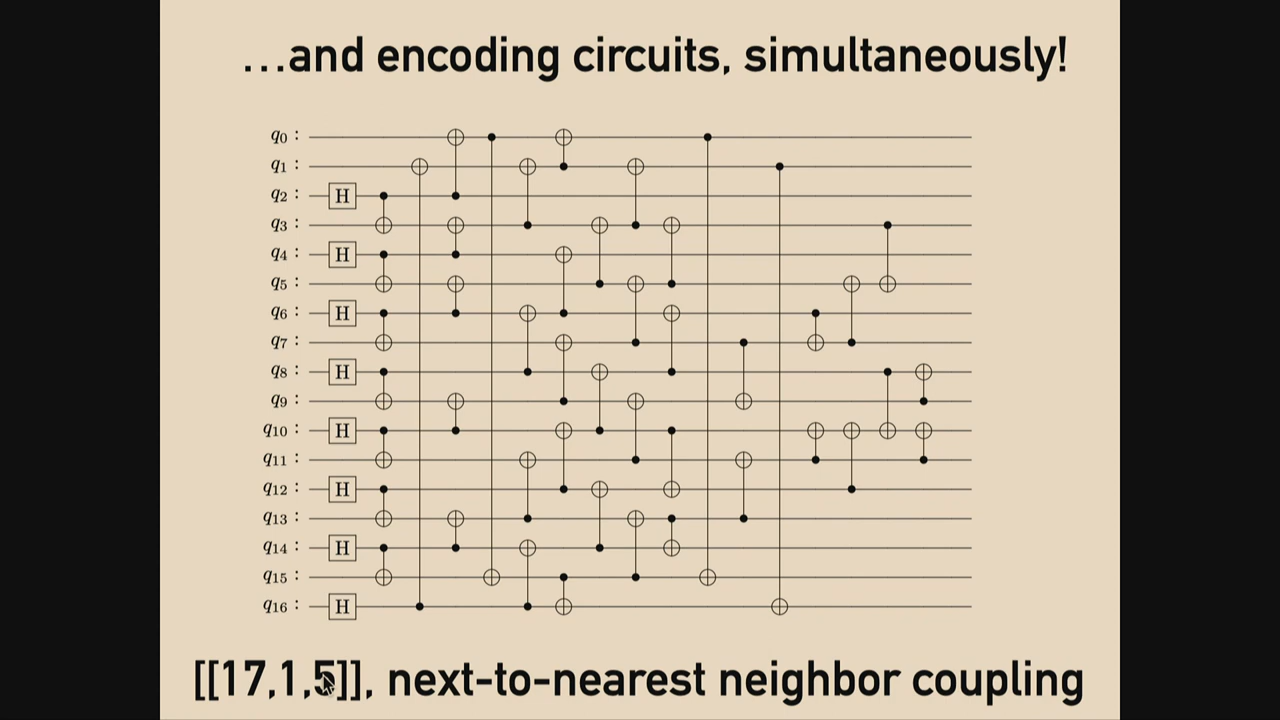 ...and encoding circuits, simultaneously!
q0 :
q1 :
q2 : H
q3 :
q4 : H
q5 :
q6 : H
q7 :
q8 : H
q9 :
q10 : H
q11 :
q12 : H
q13 :
q14 : H
q15 :
q16 : H
[[17,1,5]], next-to-nearest neighbor coupling